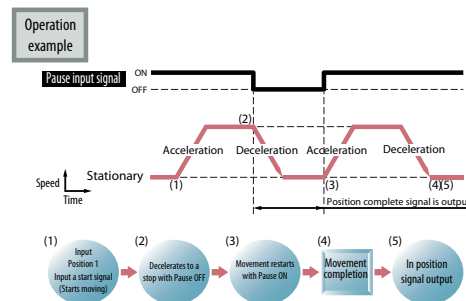 Operation
example
Pause input signal
ON
OFF
(2)
Acceleration
Deceleration
Acceleration
Deceleration
Stationary
(1)
(3)
(4)(5)
Speed
Time
Position complete signal is outpu
(1)
(2)
(3)
(4)
(5)
Input
Position 1
Input a start signal
(Starts moving)
Decelerates to a
stop with Pause OFF
Movement restarts
with Pause ON
Movement
completion
In position
signal output